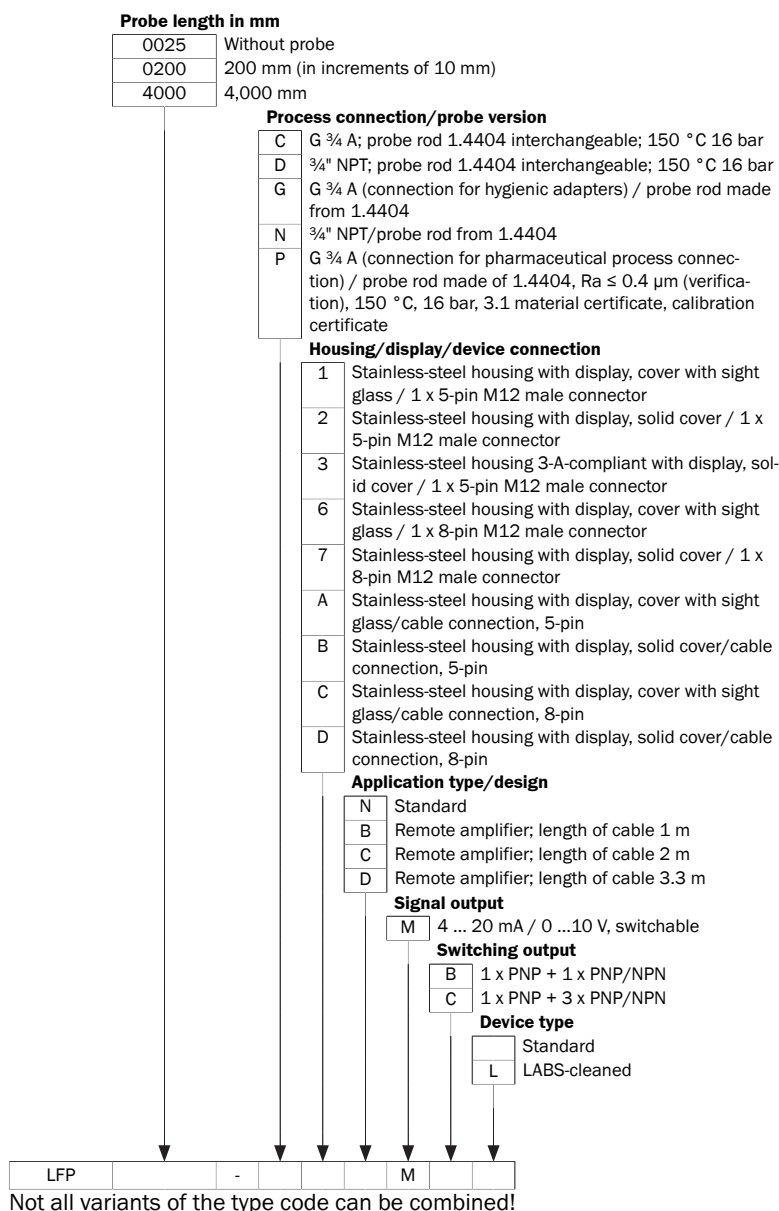 Probe length in mm
0025 Without probe
0200 200 mm (in increments of 10 mm)
4000 4,000 mm
Process connection/probe version
C G ¾ A; probe rod 1.4404 interchangeable; 150 °C 16 bar
D ¾" NPT; probe rod 1.4404 interchangeable; 150 °C 16 bar
G G ¾ A (connection for hygienic adapters) / probe rod made
from 1.4404
N ¾" NPT/probe rod from 1.4404
P G ¾ A (connection for pharmaceutical process connec-
tion) / probe rod made of 1.4404, Ra ≤ 0.4 µm (verifica-
tion), 150 °C, 16 bar, 3.1 material certificate, calibration
certificate
Housing/display/device connection
1 Stainless-steel housing with display, cover with sight
glass / 1 x 5-pin M12 male connector
2 Stainless-steel housing with display, solid cover / 1 x
5-pin M12 male connector
3 Stainless-steel housing 3-A-compliant with display, sol-
id cover / 1 x 5-pin M12 male connector
6 Stainless-steel housing with display, cover with sight
glass / 1 x 8-pin M12 male connector
7 Stainless-steel housing with display, solid cover / 1 x
8-pin M12 male connector
A Stainless-steel housing with display, cover with sight
glass/cable connection, 5-pin
B Stainless-steel housing with display, solid cover/cable
connection, 5-pin
C Stainless-steel housing with display, cover with sight
glass/cable connection, 8-pin
D Stainless-steel housing with display, solid cover/cable
connection, 8-pin
Application type/design
N Standard
B Remote amplifier; length of cable 1 m
C Remote amplifier; length of cable 2 m
D Remote amplifier; length of cable 3.3 m
Signal output
M 4 ... 20 mA / 0 ...10 V, switchable
Switching output
B 1 x PNP + 1 x PNP/NPN
C 1 x PNP + 3 x PNP/NPN
Device type
Standard
L LABS-cleaned
LFP - M
Not all variants of the type code can be combined!